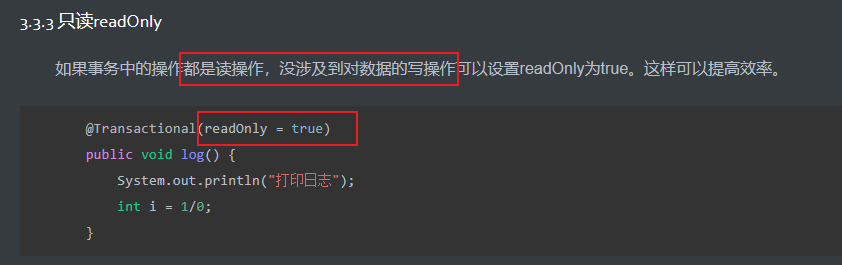 3.3.3 只读readOnly
如果事务中的操作都是读操作，没涉及到对数据的写操作可以设置readOnly为true。这样可以提高效率。
@Transactional(readOnly = true)
public void log() {
System.out.println("打印日志");
int i = 1/0;
}